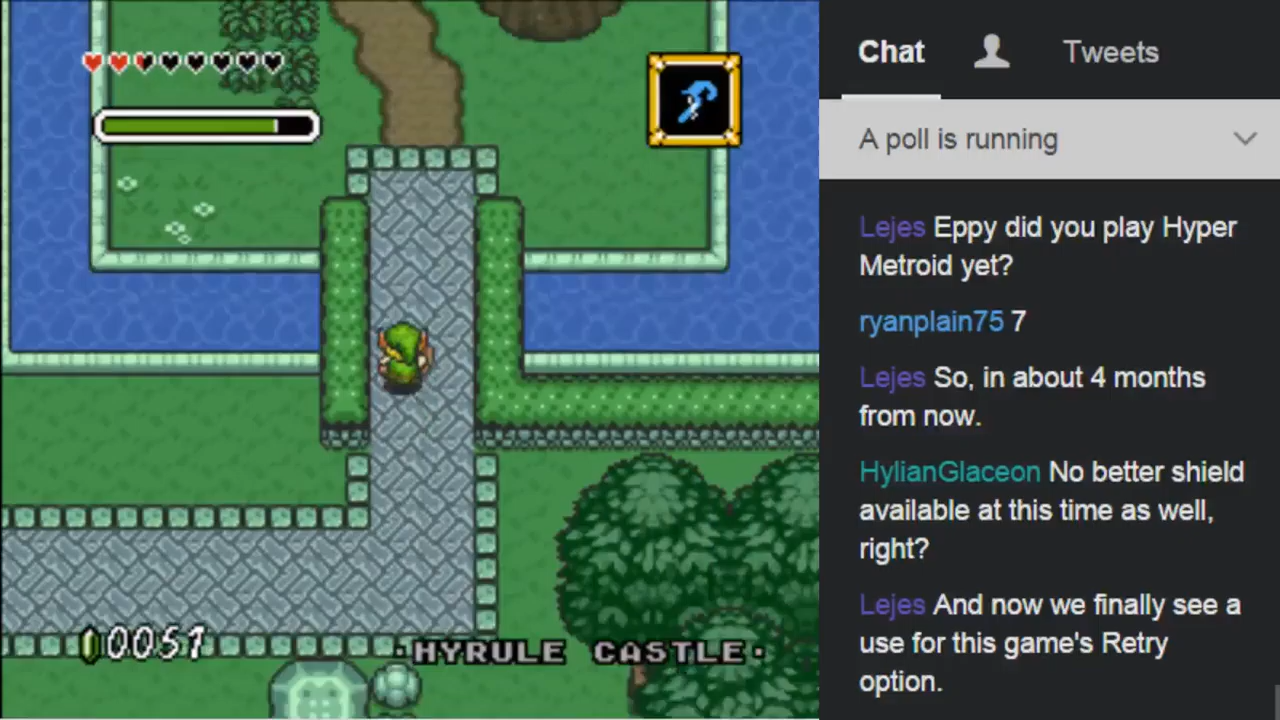 Chat
Tweets
A poll is running
Lejes Eppy did you play Hyper
Metroid yet?
ryanplain75 7
Lejes So, in about 4 months
from now.
HylianGlaceon No better shield
available at this time as well,
right?
Lejes And now we finally see a
use for this game's Retry
option.
0051
·HYRULE CASTLE·